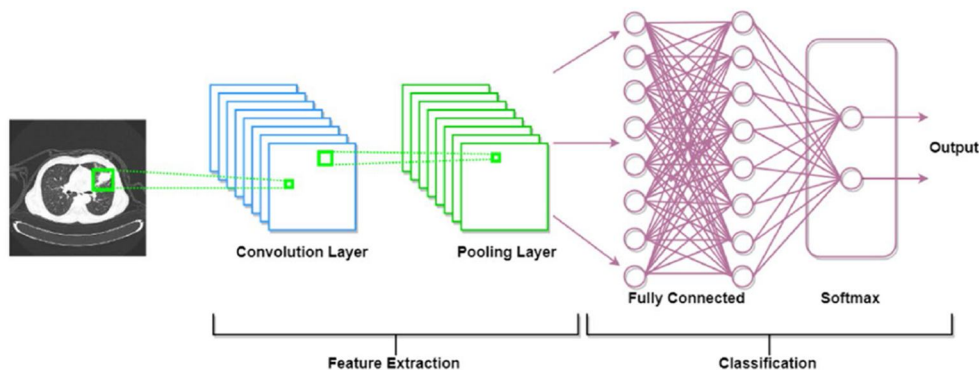 Output
Convolution Layer
Pooling Layer
Fully Connected
Softmax
Feature Extraction
Classification